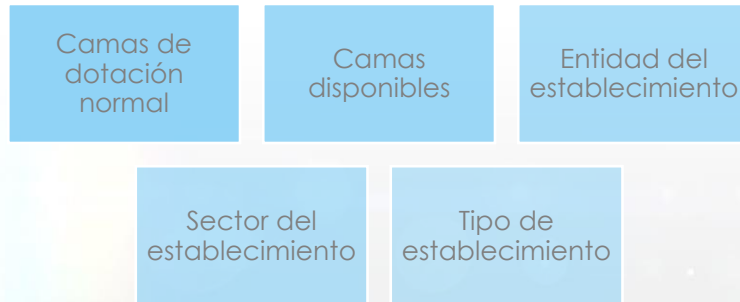 Camas de
dotación
normal
Camas
disponibles
Entidad del
establecimiento
Sector del
establecimiento
Tipo de
establecimiento